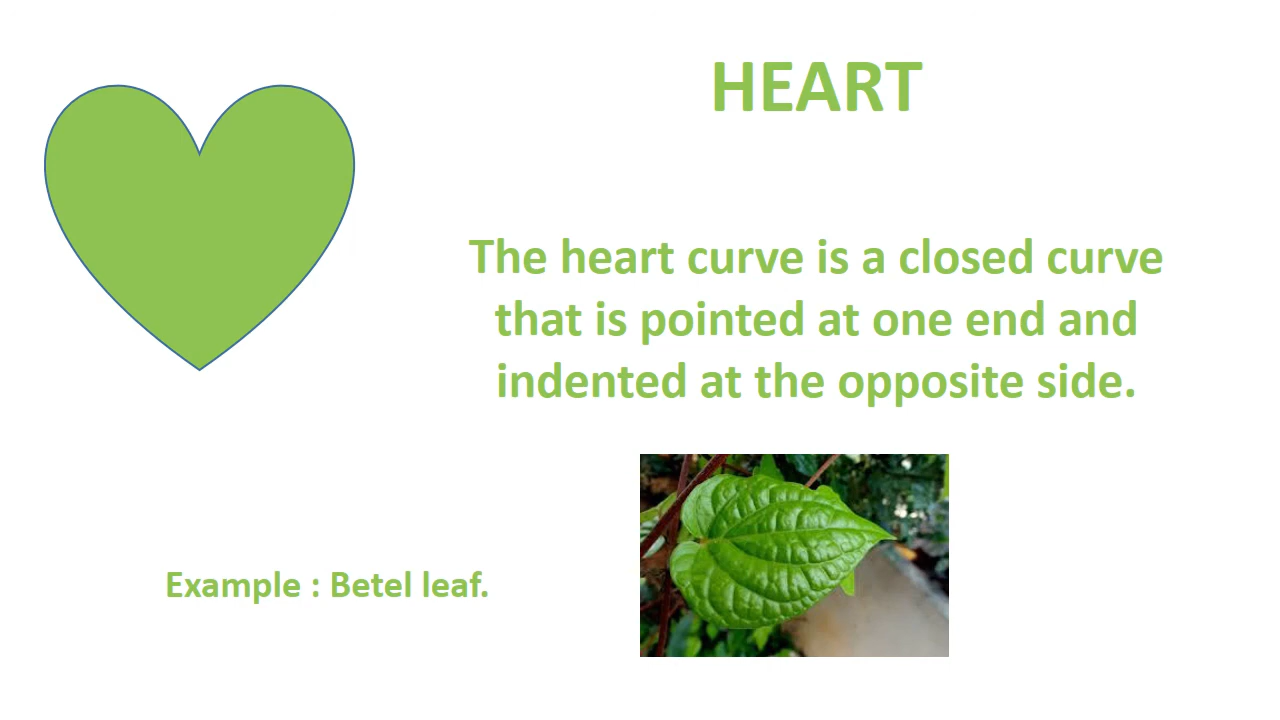 HEART
The heart curve is a closed curve
that is pointed at one end and
indented at the opposite side.
Example : Betel leaf.